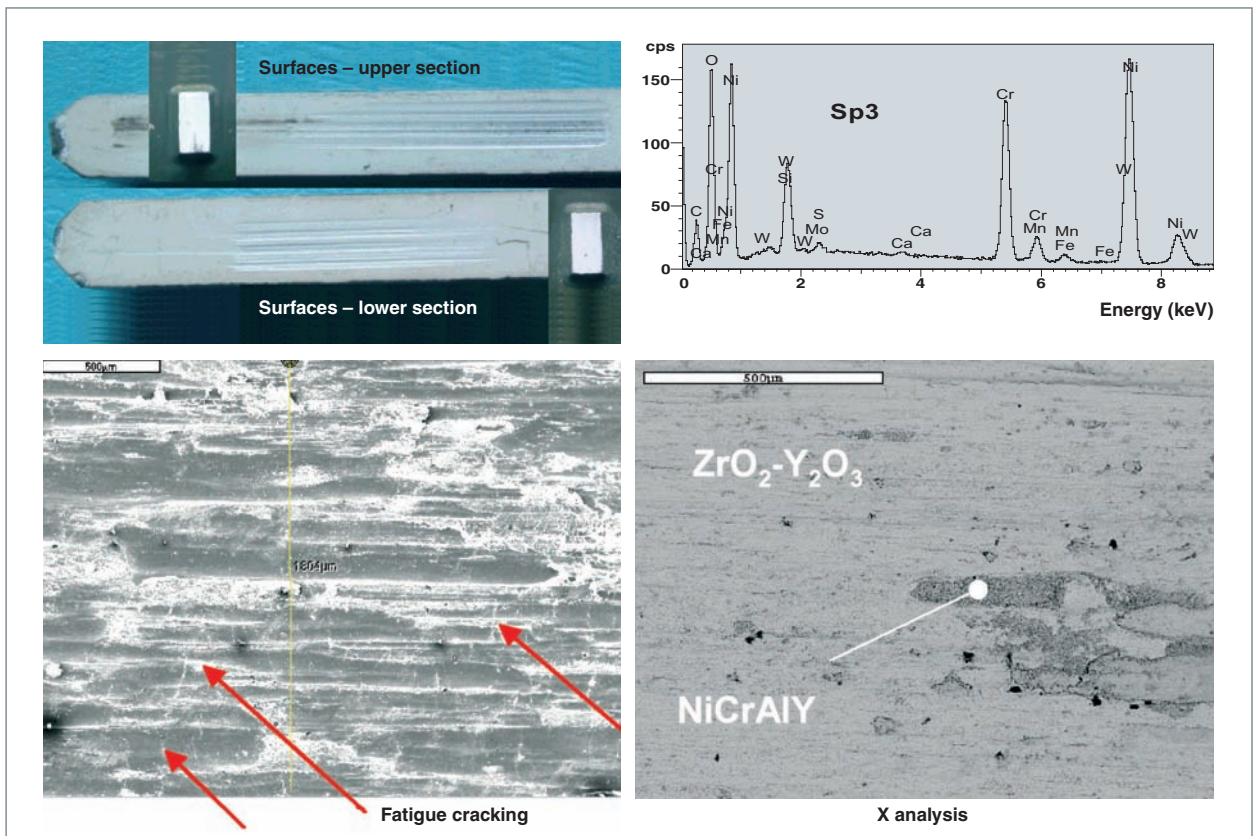 Surfaces – upper section
Surfaces – lower section
cps
150
100
50
0
O
Ni
Cr
C
Ni
Fe
Mn
Ca
W
Si
W
W
S
Mo
Ca
Ca
Sp3
Cr
Cr
Mn
Mn
Fe
Fe
Ni
W
Ni
W
0
2
4
6
8
Energy (keV)
500µm
1804µm
Fatigue cracking
500µm
ZrO₂-Y₂O₃
NiCrAlY
X analysis